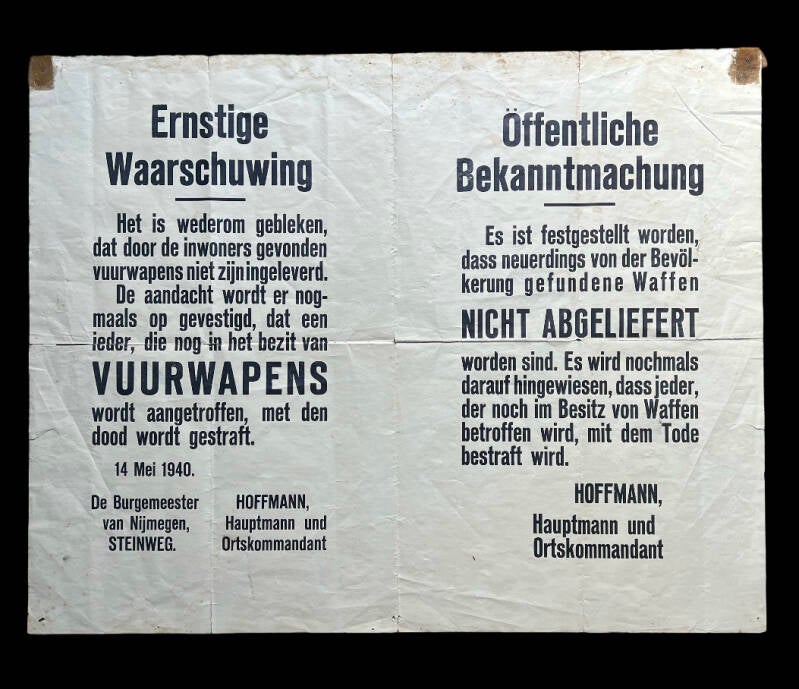 Ernstige
Waarschuwing
Het is wederom gebleken,
dat door de inwoners gevonden
vuurwapens niet zijn ingeleverd.
De aandacht wordt er nog-
maals op gevestigd, dat een
ieder, die nog in het bezit van
VUURWAPENS
wordt aangetroffen, met den
dood wordt gestraft.
14 Mei 1940.
De Burgemeester
van Nijmegen,
STEINWEG.
HOFFMANN,
Hauptmann und
Ortskommandant
Öffentliche
Bekanntmachung
Es ist festgestellt worden,
dass neuerdings von der Bevöl-
kerung gefundene Waffen
NICHT ABGELIEFERT
worden sind. Es wird nochmals
darauf hingewiesen, dass jeder,
der noch im Besitz von Waffen
betroffen wird, mit dem Tode
bestraft wird.
HOFFMANN,
Hauptmann und
Ortskommandant